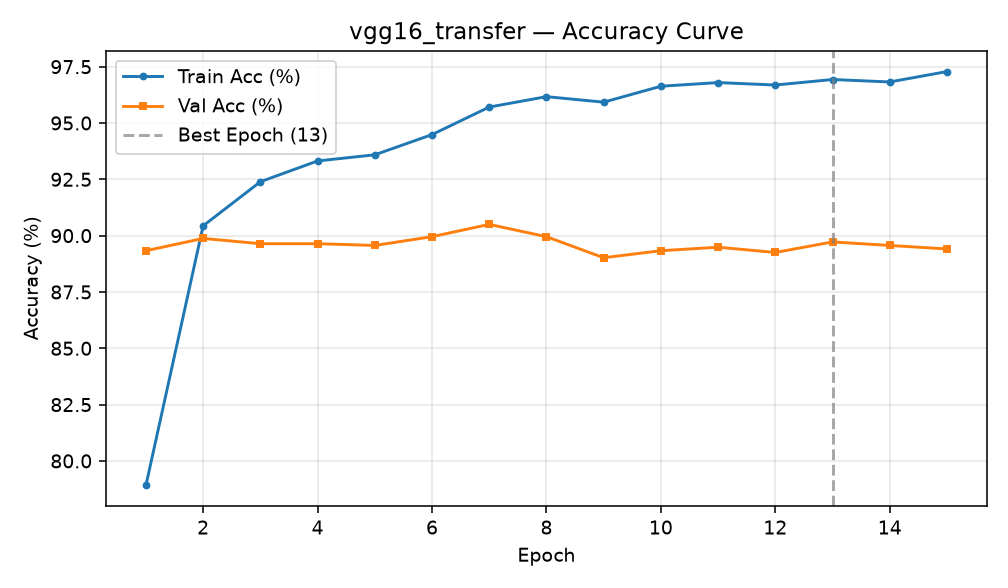 vgg16_transfer — Accuracy Curve
Train Acc (%)
Val Acc (%)
Best Epoch (13)
Accuracy (%)
97.5
95.0
92.5
90.0
87.5
85.0
82.5
80.0
2 4 6 8 10 12 14
Epoch